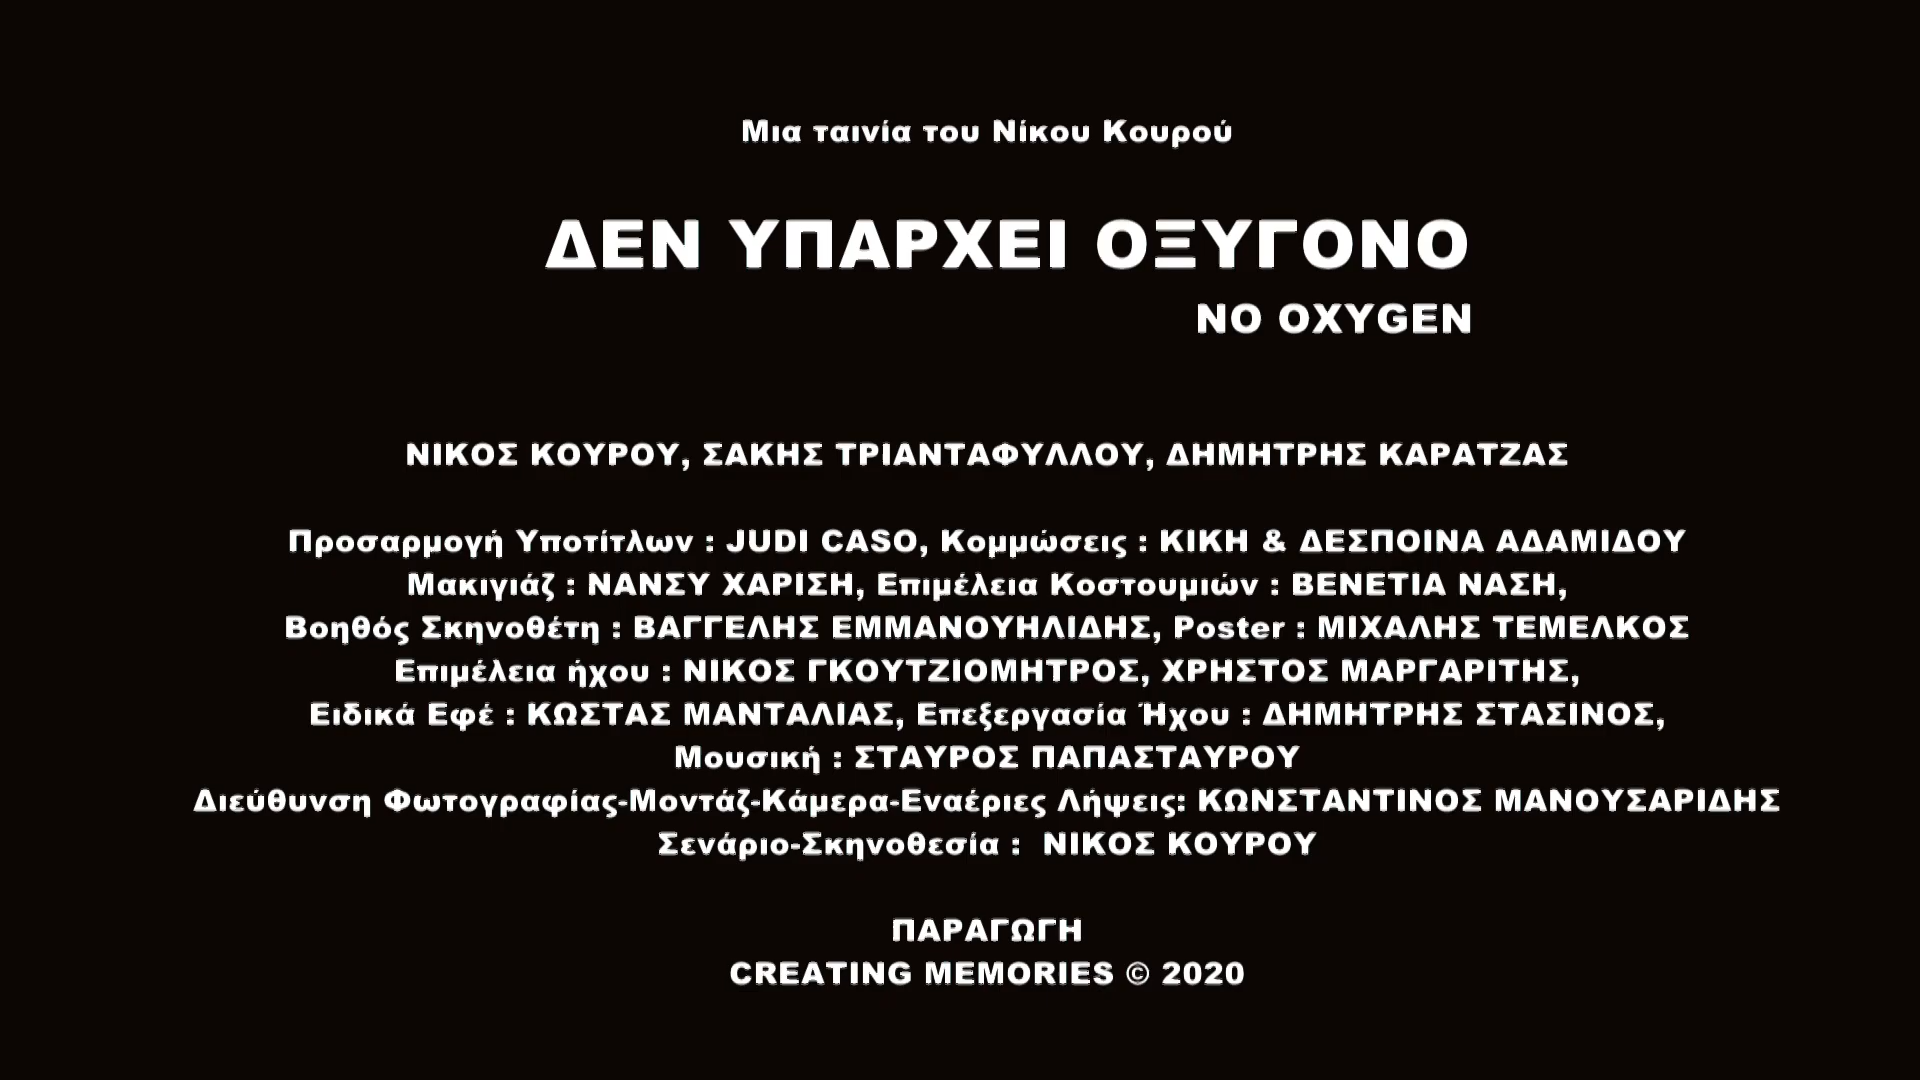 Μια ταινία του Νίκου Κουρού
ΔΕΝ ΥΠΑΡΧΕΙ ΟΞΥΓΟΝΟ
NO OXYGEN
ΝΙΚΟΣ ΚΟΥΡΟΥ, ΣΑΚΗΣ ΤΡΙΑΝΤΑΦΥΛΛΟΥ, ΔΗΜΗΤΡΗΣ ΚΑΡΑΤΖΑΣ
Προσαρμογή Υποτίτλων : JUDI CASO, Κομμώσεις : ΚΙΚΗ & ΔΕΣΠΟΙΝΑ ΑΔΑΜΙΔΟΥ
Μακιγιάζ : ΝΑΝΣΥ ΧΑΡΙΣΗ, Επιμέλεια Κοστουμιών : ΒΕΝΕΤΙΑ ΝΑΣΗ,
Βοηθός Σκηνοθέτη : ΒΑΓΓΕΛΗΣ ΕΜΜΑΝΟΥΗΛΙΔΗΣ, Poster : ΜΙΧΑΛΗΣ ΤΕΜΕΛΚΟΣ
Επιμέλεια ήχου : ΝΙΚΟΣ ΓΚΟΥΤΖΙΟΜΗΤΡΟΣ, ΧΡΗΣΤΟΣ ΜΑΡΓΑΡΙΤΗΣ,
Ειδικά Εφέ : ΚΩΣΤΑΣ ΜΑΝΤΑΛΙΑΣ, Επεξεργασία Ήχου : ΔΗΜΗΤΡΗΣ ΣΤΑΣΙΝΟΣ,
Μουσική : ΣΤΑΥΡΟΣ ΠΑΠΑΣΤΑΥΡΟΥ
Διεύθυνση Φωτογραφίας-Μοντάζ-Κάμερα-Εναέριες Λήψεις: ΚΩΝΣΤΑΝΤΙΝΟΣ ΜΑΝΟΥΣΑΡΙΔΗΣ
Σενάριο-Σκηνοθεσία : ΝΙΚΟΣ ΚΟΥΡΟΥ
ΠΑΡΑΓΩΓΗ
CREATING MEMORIES © 2020